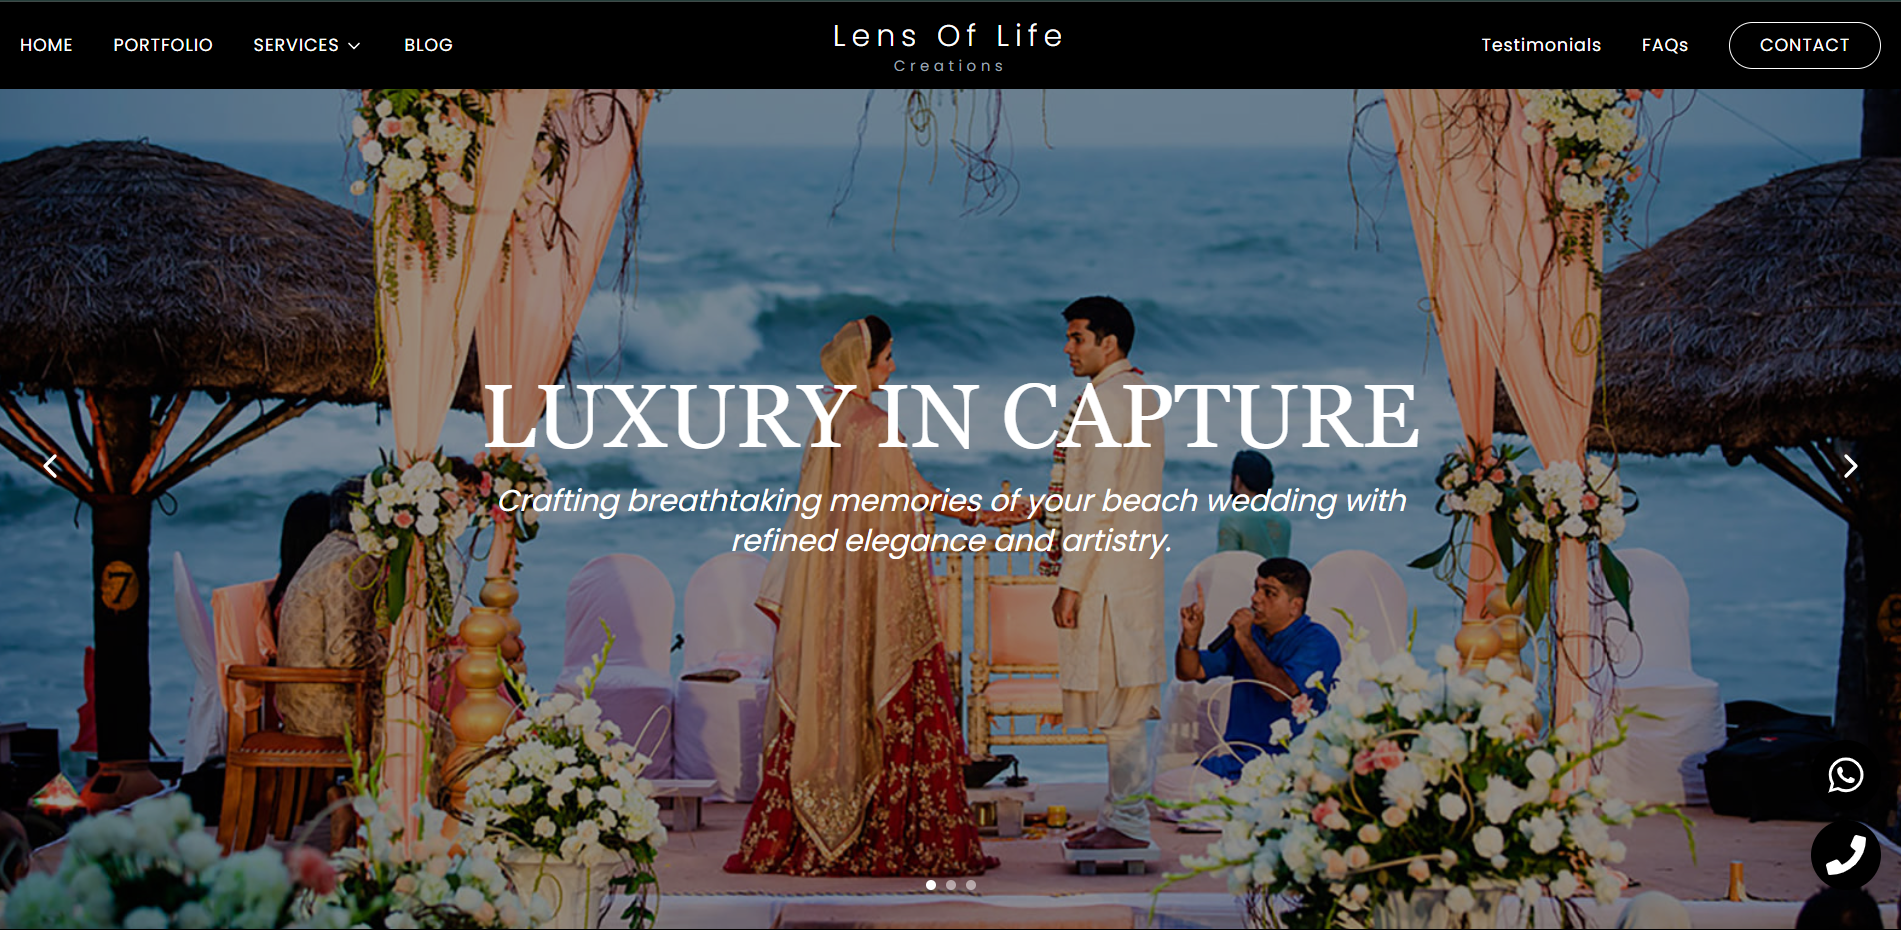 HOME PORTFOLIO SERVICES BLOG
Lens Of Life
Creations
Testimonials FAQs CONTACT
LUXURY IN CAPTURE
Crafting breathtaking memories of your beach wedding with
refined elegance and artistry.
7